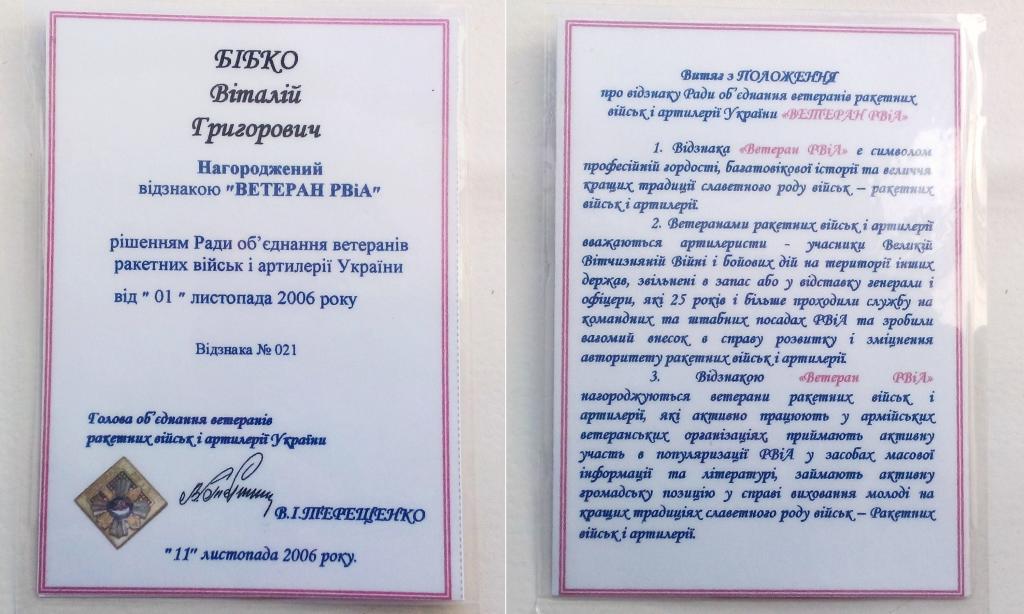 БІБКО
Віталій
Григорович
Нагороджений
відзнакою "ВЕТЕРАН РВіА"
рішенням Ради об'єднання ветеранів
ракетних військ і артилерії України
від " 01 " листопада 2006 року
Відзнака № 021
Голова об'єднання ветеранів
ракетних військ і артилерії України
В.І.ТЕРЕЩЕНКО
"11" листопада 2006 року.
Витяг з ПОЛОЖЕННЯ
про відзнаку Ради об'єднання ветеранів ракетних
військ і артилерії України «ВЕТЕРАН РВіА»
1. Відзнака «Ветеран РВіА» є символом
професійній гордості, багатовікової історії та величчя
кращих традиції славетного роду військ – ракетних
військ і артилерії.
2. Ветеранами ракетних військ і артилерії
вважаються артилеристи - учасники Великій
Вітчизняній Війні і бойових дій на території інших
держав, звільнені в запас або у відставку генерали і
офіцери, які 25 років і більше проходили службу на
командних та штабних посадах РВіА та зробили
вагомий внесок в справу розвитку і зміцнення
авторитету ракетних військ і артилерії.
3. Відзнакою «Ветеран РВіА»
нагороджуються ветерани ракетних військ і
артилерії, які активно працюють у армійських
ветеранських організаціях, приймають активну
участь в популяризації РВіА у засобах масової
інформації та літературі, займають активну
громадську позицію у справі виховання молоді на
кращих традиціях славетного роду військ – Ракетних
військ і артилерії.